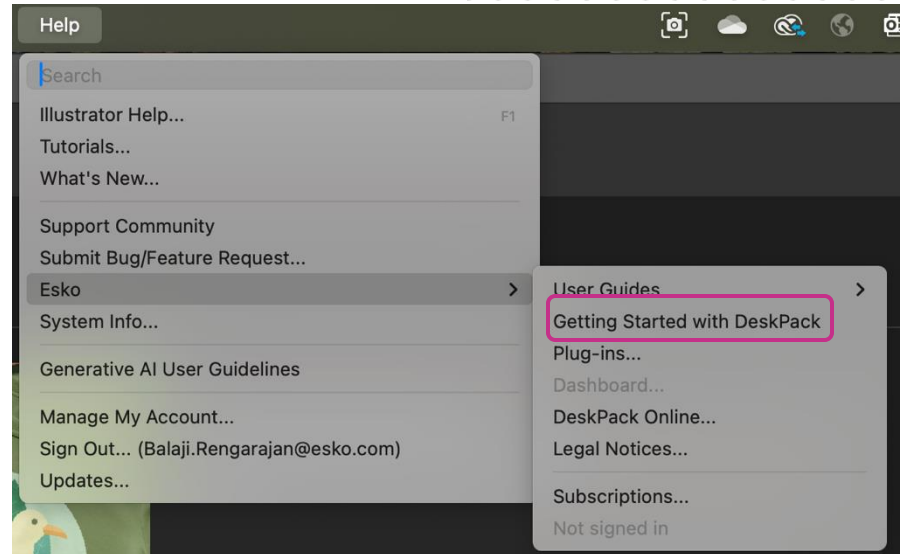 Help
Search
Illustrator Help... F1
Tutorials...
What's New...
Support Community
Submit Bug/Feature Request...
Esko
System Info...
Generative AI User Guidelines
Manage My Account...
Sign Out... (Balaji.Rengarajan@esko.com)
Updates...
User Guides
Getting Started with DeskPack
Plug-ins...
Dashboard...
DeskPack Online...
Legal Notices...
Subscriptions...
Not signed in